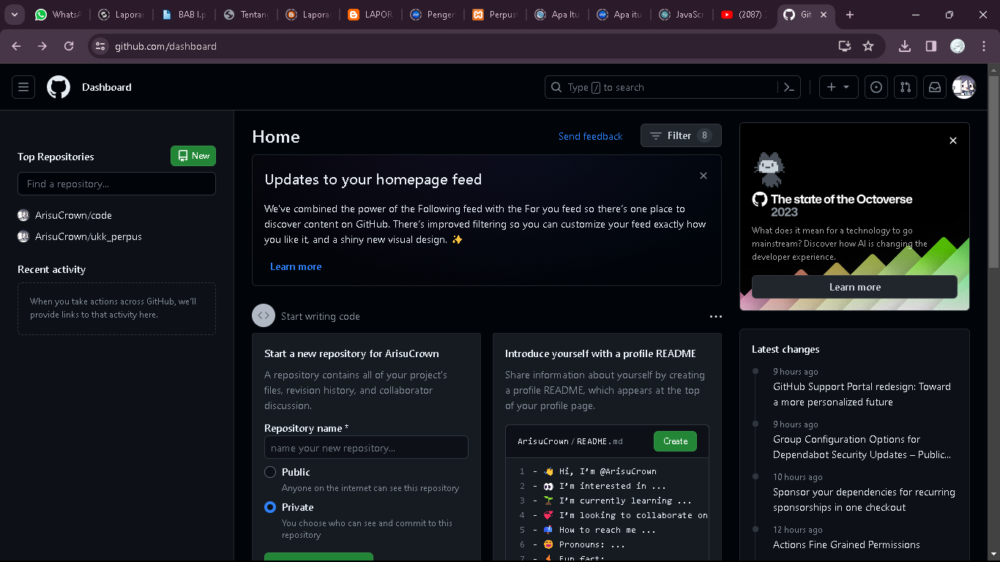 WhatsA
Laporan
BAB I.p
Tentang
Laporan
LAPOR
Penger
Perpust
Apa Itu
Apa itu
JavaScri
(2087)
Git
github.com/dashboard
Dashboard
Type / to search
Top Repositories
New
Find a repository...
ArisuCrown/code
ArisuCrown/ukk_perpus
Recent activity
When you take actions across GitHub, we'll
provide links to that activity here.
Home
Send feedback
Filter 8
Updates to your homepage feed
We've combined the power of the Following feed with the For you feed so there's one place to
discover content on GitHub. There's improved filtering so you can customize your feed exactly how
you like it, and a shiny new visual design. ✨
Learn more
Start writing code
Start a new repository for ArisuCrown
A repository contains all of your project's
files, revision history, and collaborator
discussion.
Repository name *
name your new repository...
Public
Anyone on the internet can see this repository
Private
You choose who can see and commit to this
repository
Introduce yourself with a profile README
Share information about yourself by creating
a profile README, which appears at the top
of your profile page.
ArisuCrown / README.md
Create
1 - 👋 Hi, I'm @ArisuCrown
2 - 👀 I'm interested in ...
3 - 🌱 I'm currently learning ...
4 - 💞️ I'm looking to collaborate on
5 - 📫 How to reach me ...
6 - 😄 Pronouns: ...
7 - ⚡ Fun fact:
The state of the Octoverse
2023
What does it mean for a technology to go
mainstream? Discover how AI is changing the
developer experience.
Learn more
Latest changes
9 hours ago
GitHub Support Portal redesign: Toward
a more personalized future
9 hours ago
Group Configuration Options for
Dependabot Security Updates – Public...
10 hours ago
Sponsor your dependencies for recurring
sponsorships in one checkout
12 hours ago
Actions Fine Grained Permissions